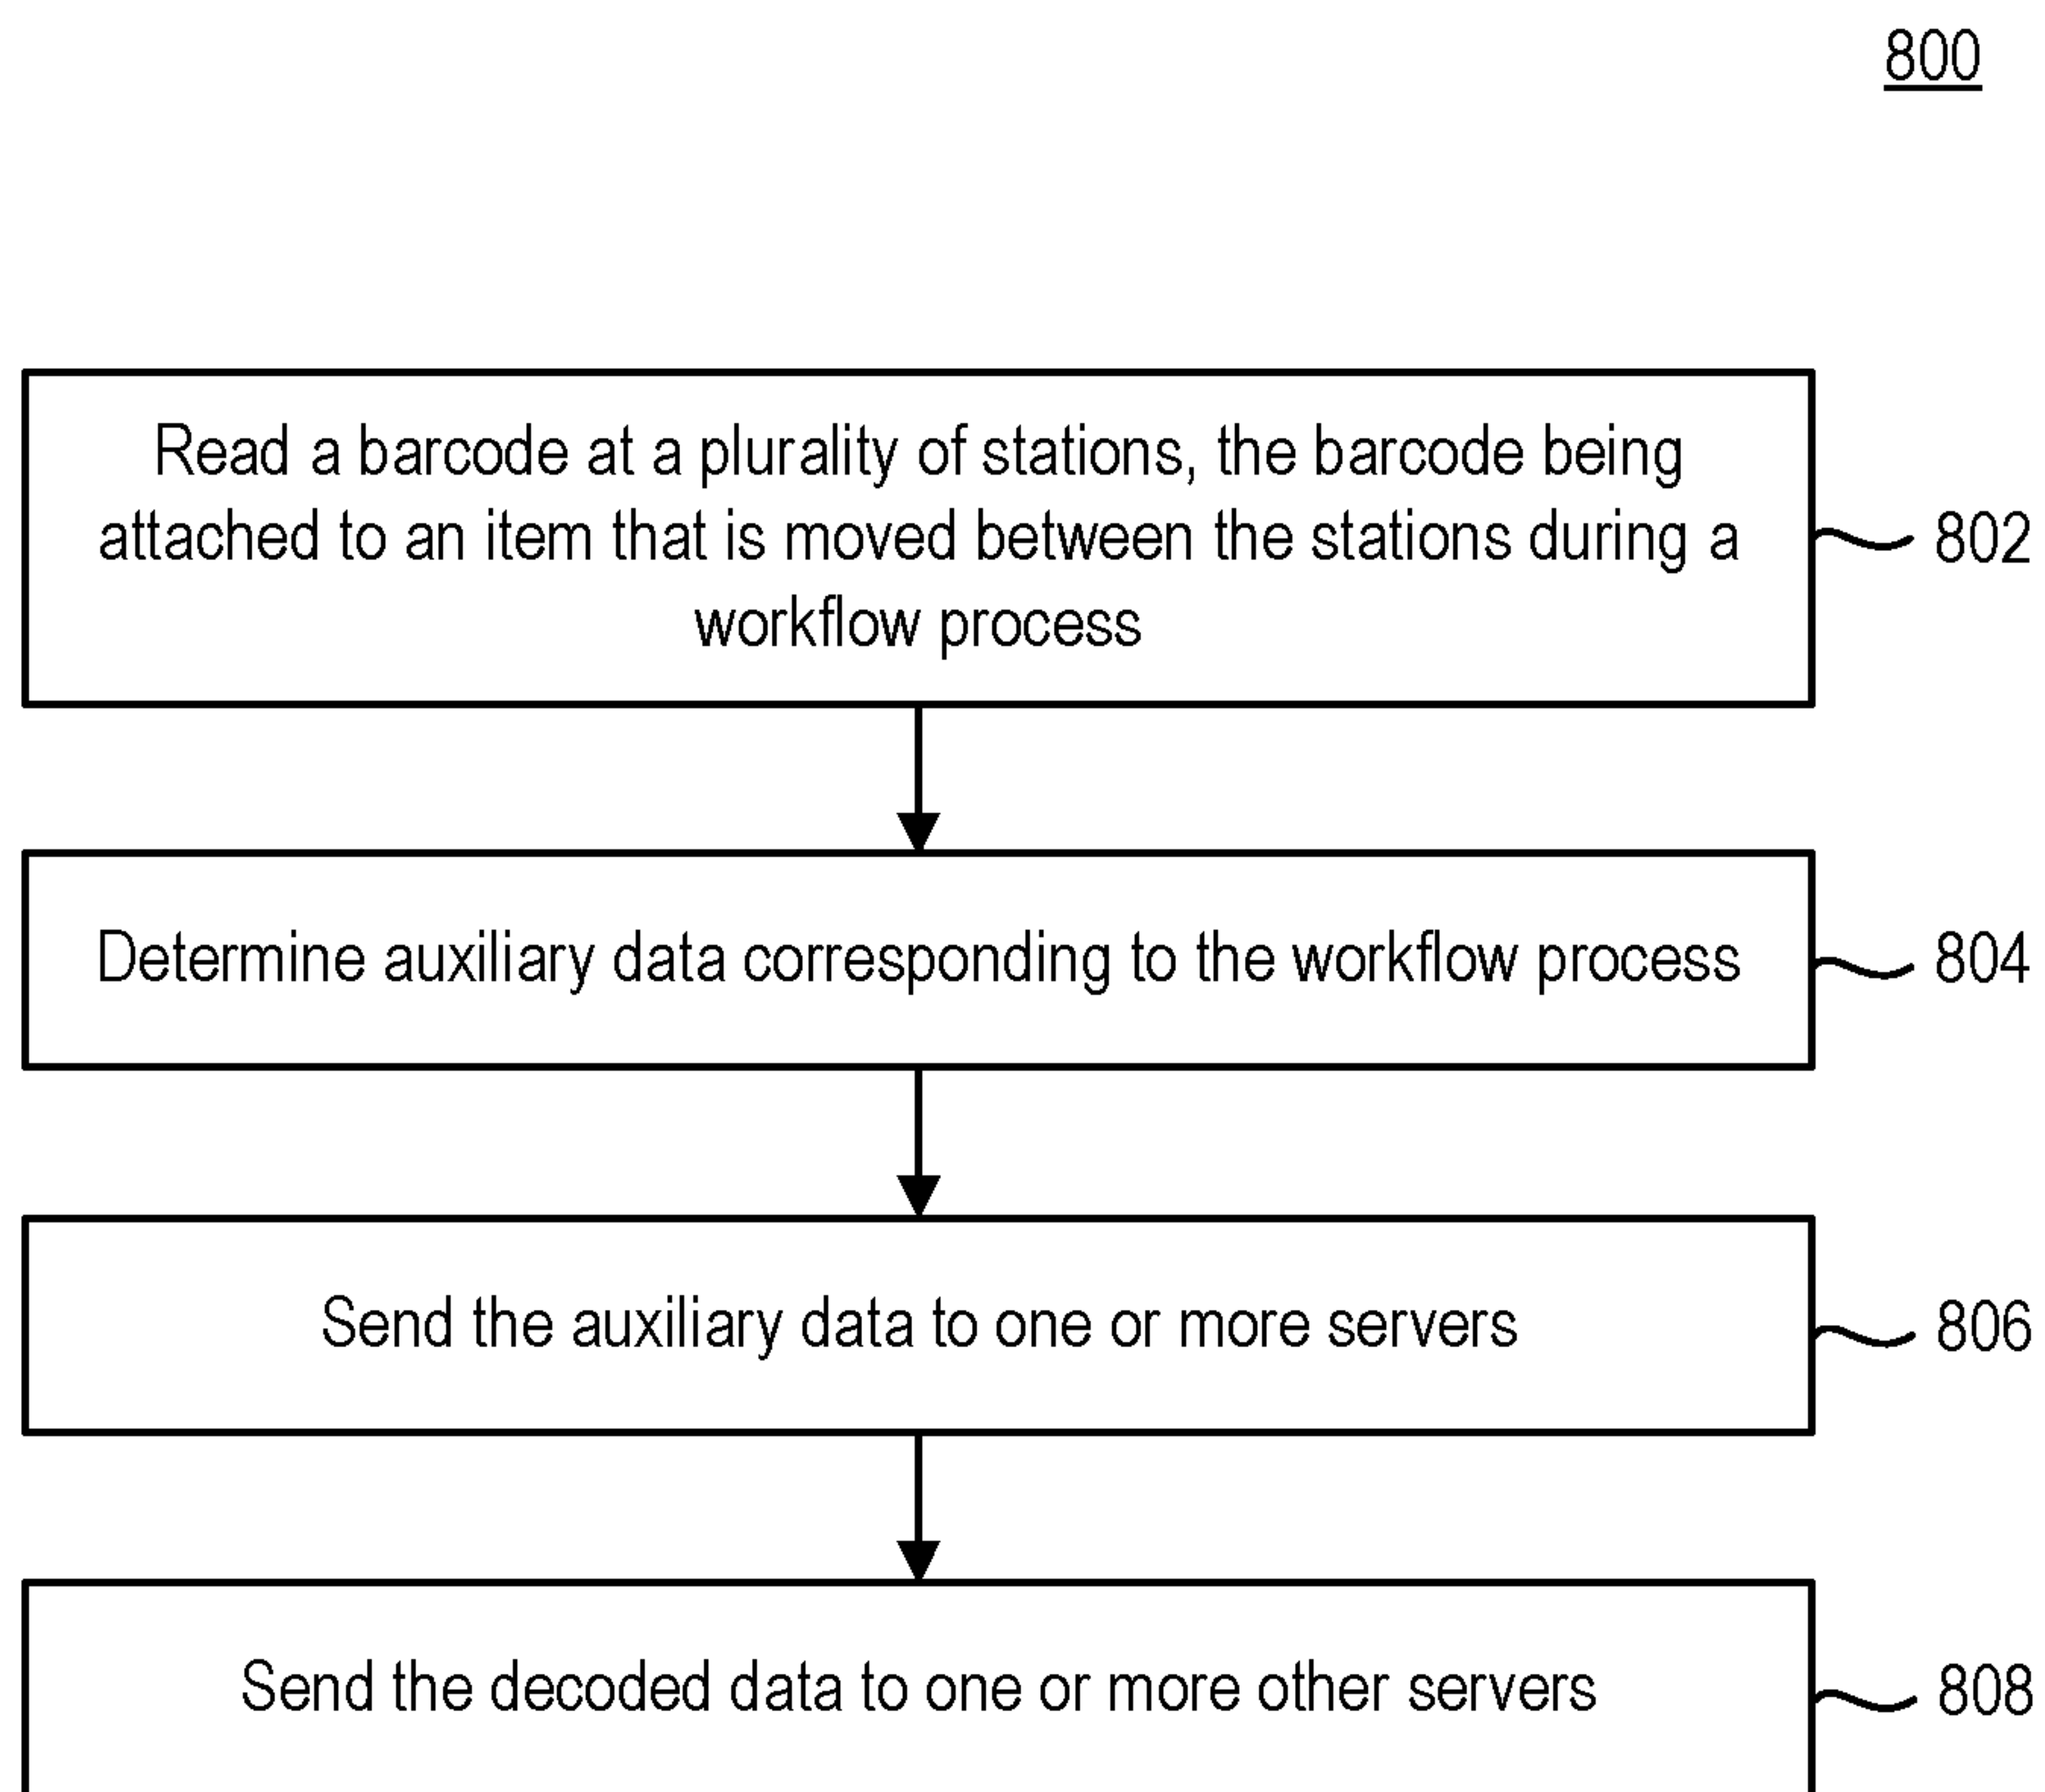 800
Read a barcode at a plurality of stations, the barcode being
attached to an item that is moved between the stations during a
workflow process
802
Determine auxiliary data corresponding to the workflow process
804
Send the auxiliary data to one or more servers
806
Send the decoded data to one or more other servers
808